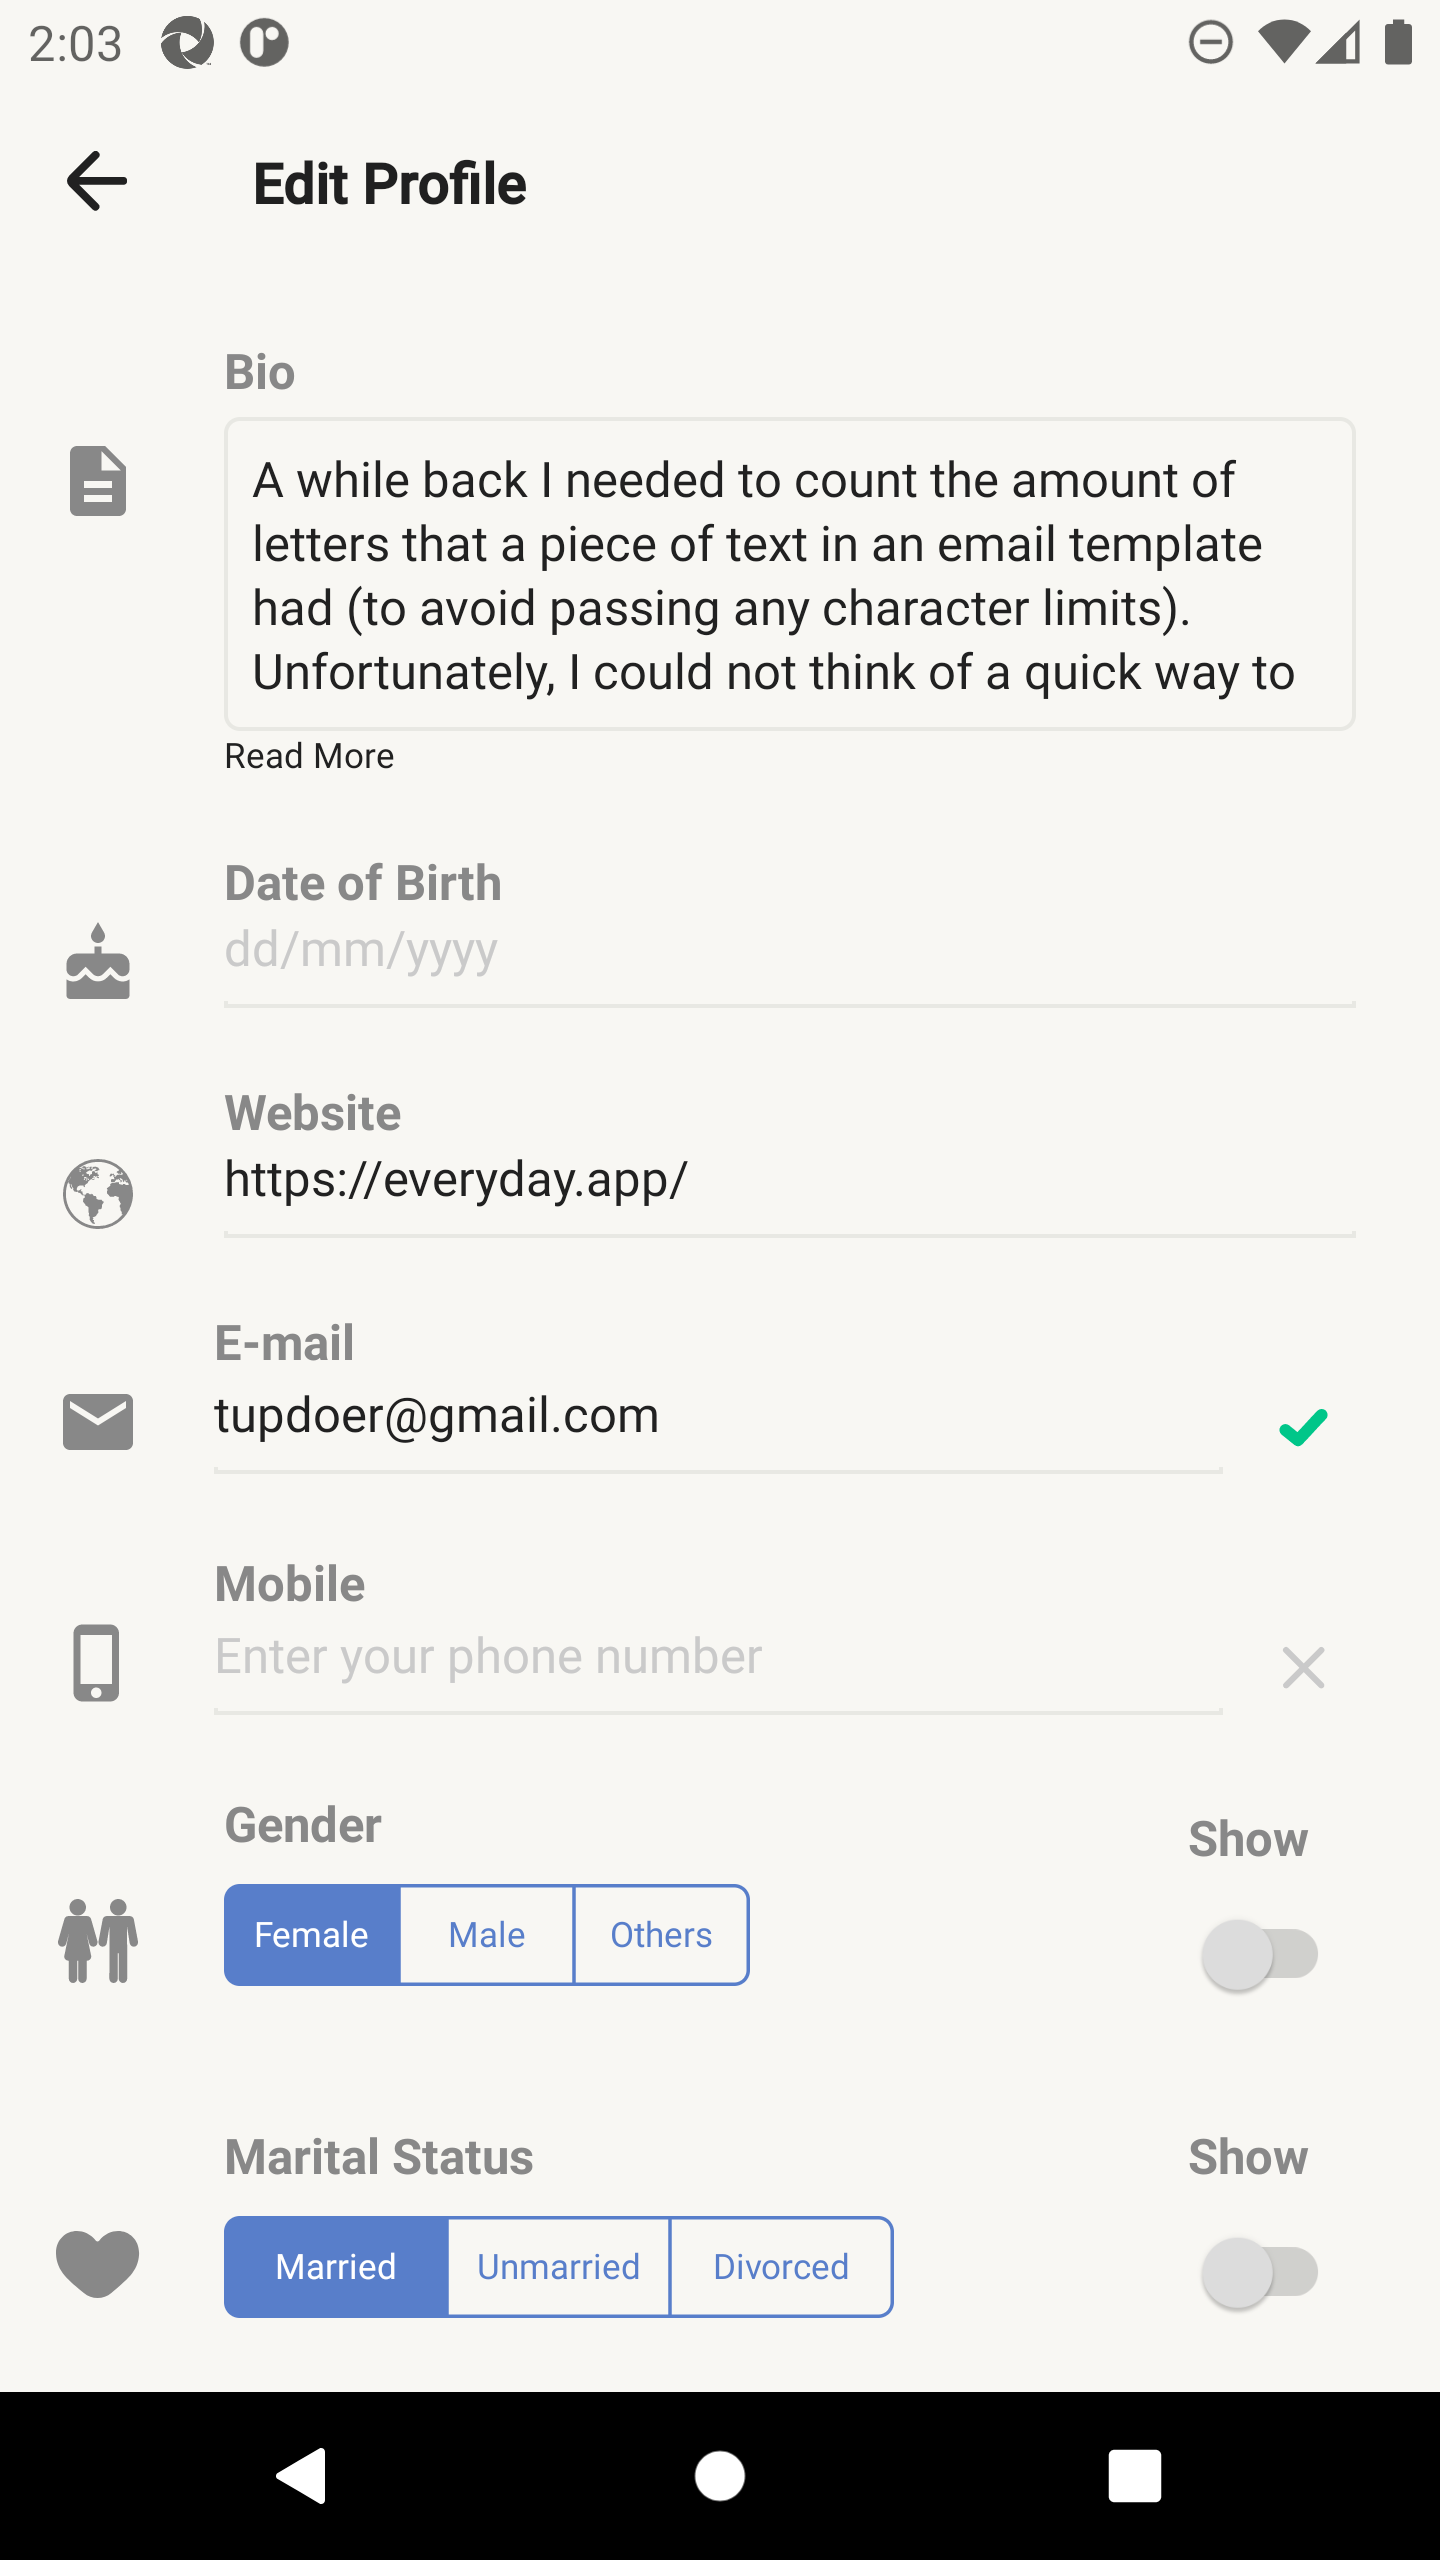 2:03
Edit Profile
Bio
A while back I needed to count the amount of
letters that a piece of text in an email template
had (to avoid passing any character limits).
Unfortunately, I could not think of a quick way to
Read More
Date of Birth
dd/mm/yyyy
Website
https://everyday.app/
E-mail
tupdoer@gmail.com
Mobile
Enter your phone number
Gender
Show
Female Male Others
Marital Status
Show
Married Unmarried Divorced